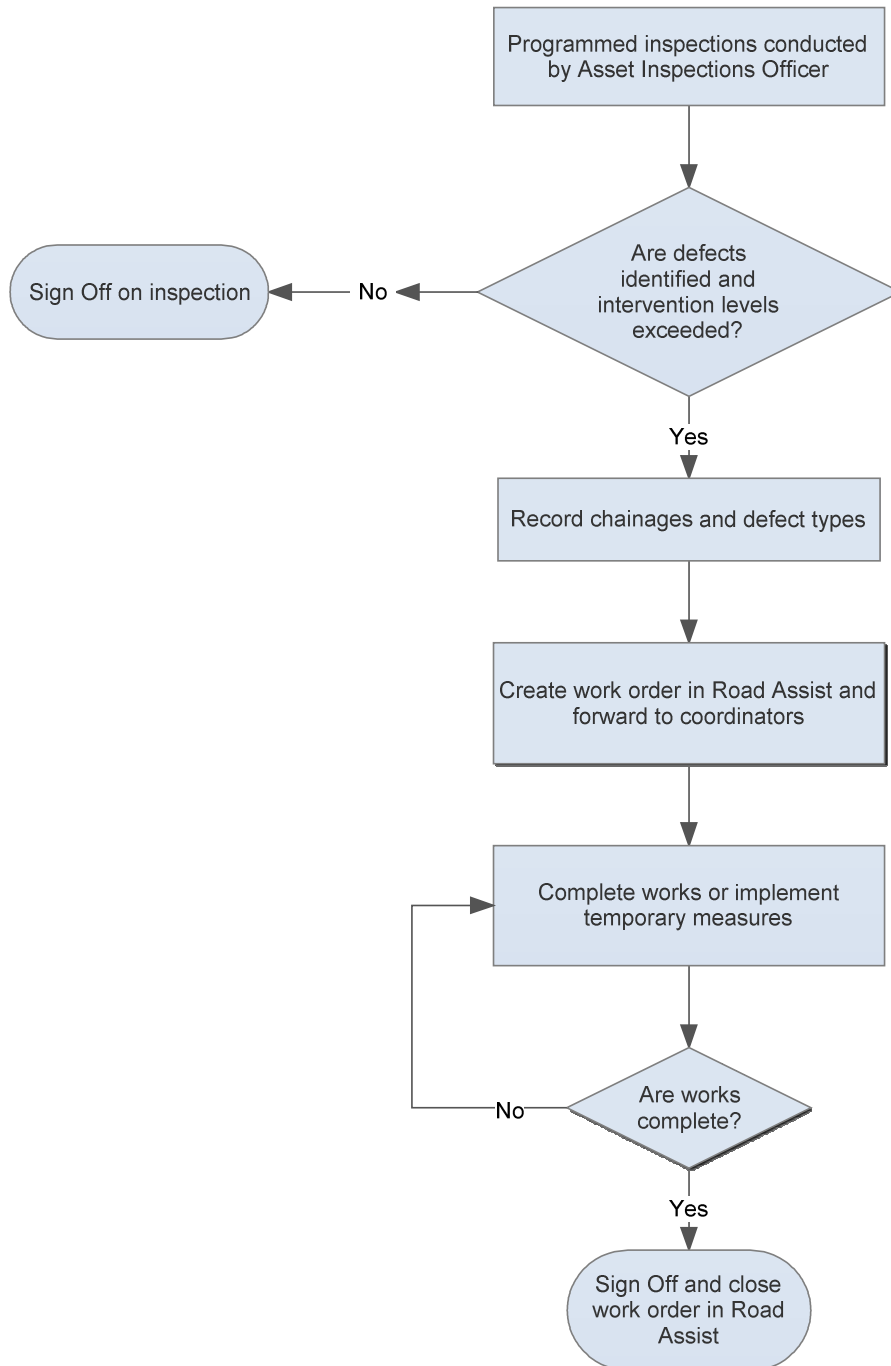 Programmed inspections conducted
by Asset Inspections Officer
Are defects
identified and
intervention levels
exceeded?
No
Sign Off on inspection
Yes
Record chainages and defect types
Create work order in Road Assist and
forward to coordinators
Complete works or implement
temporary measures
Are works
complete?
No
Yes
Sign Off and close
work order in Road
Assist